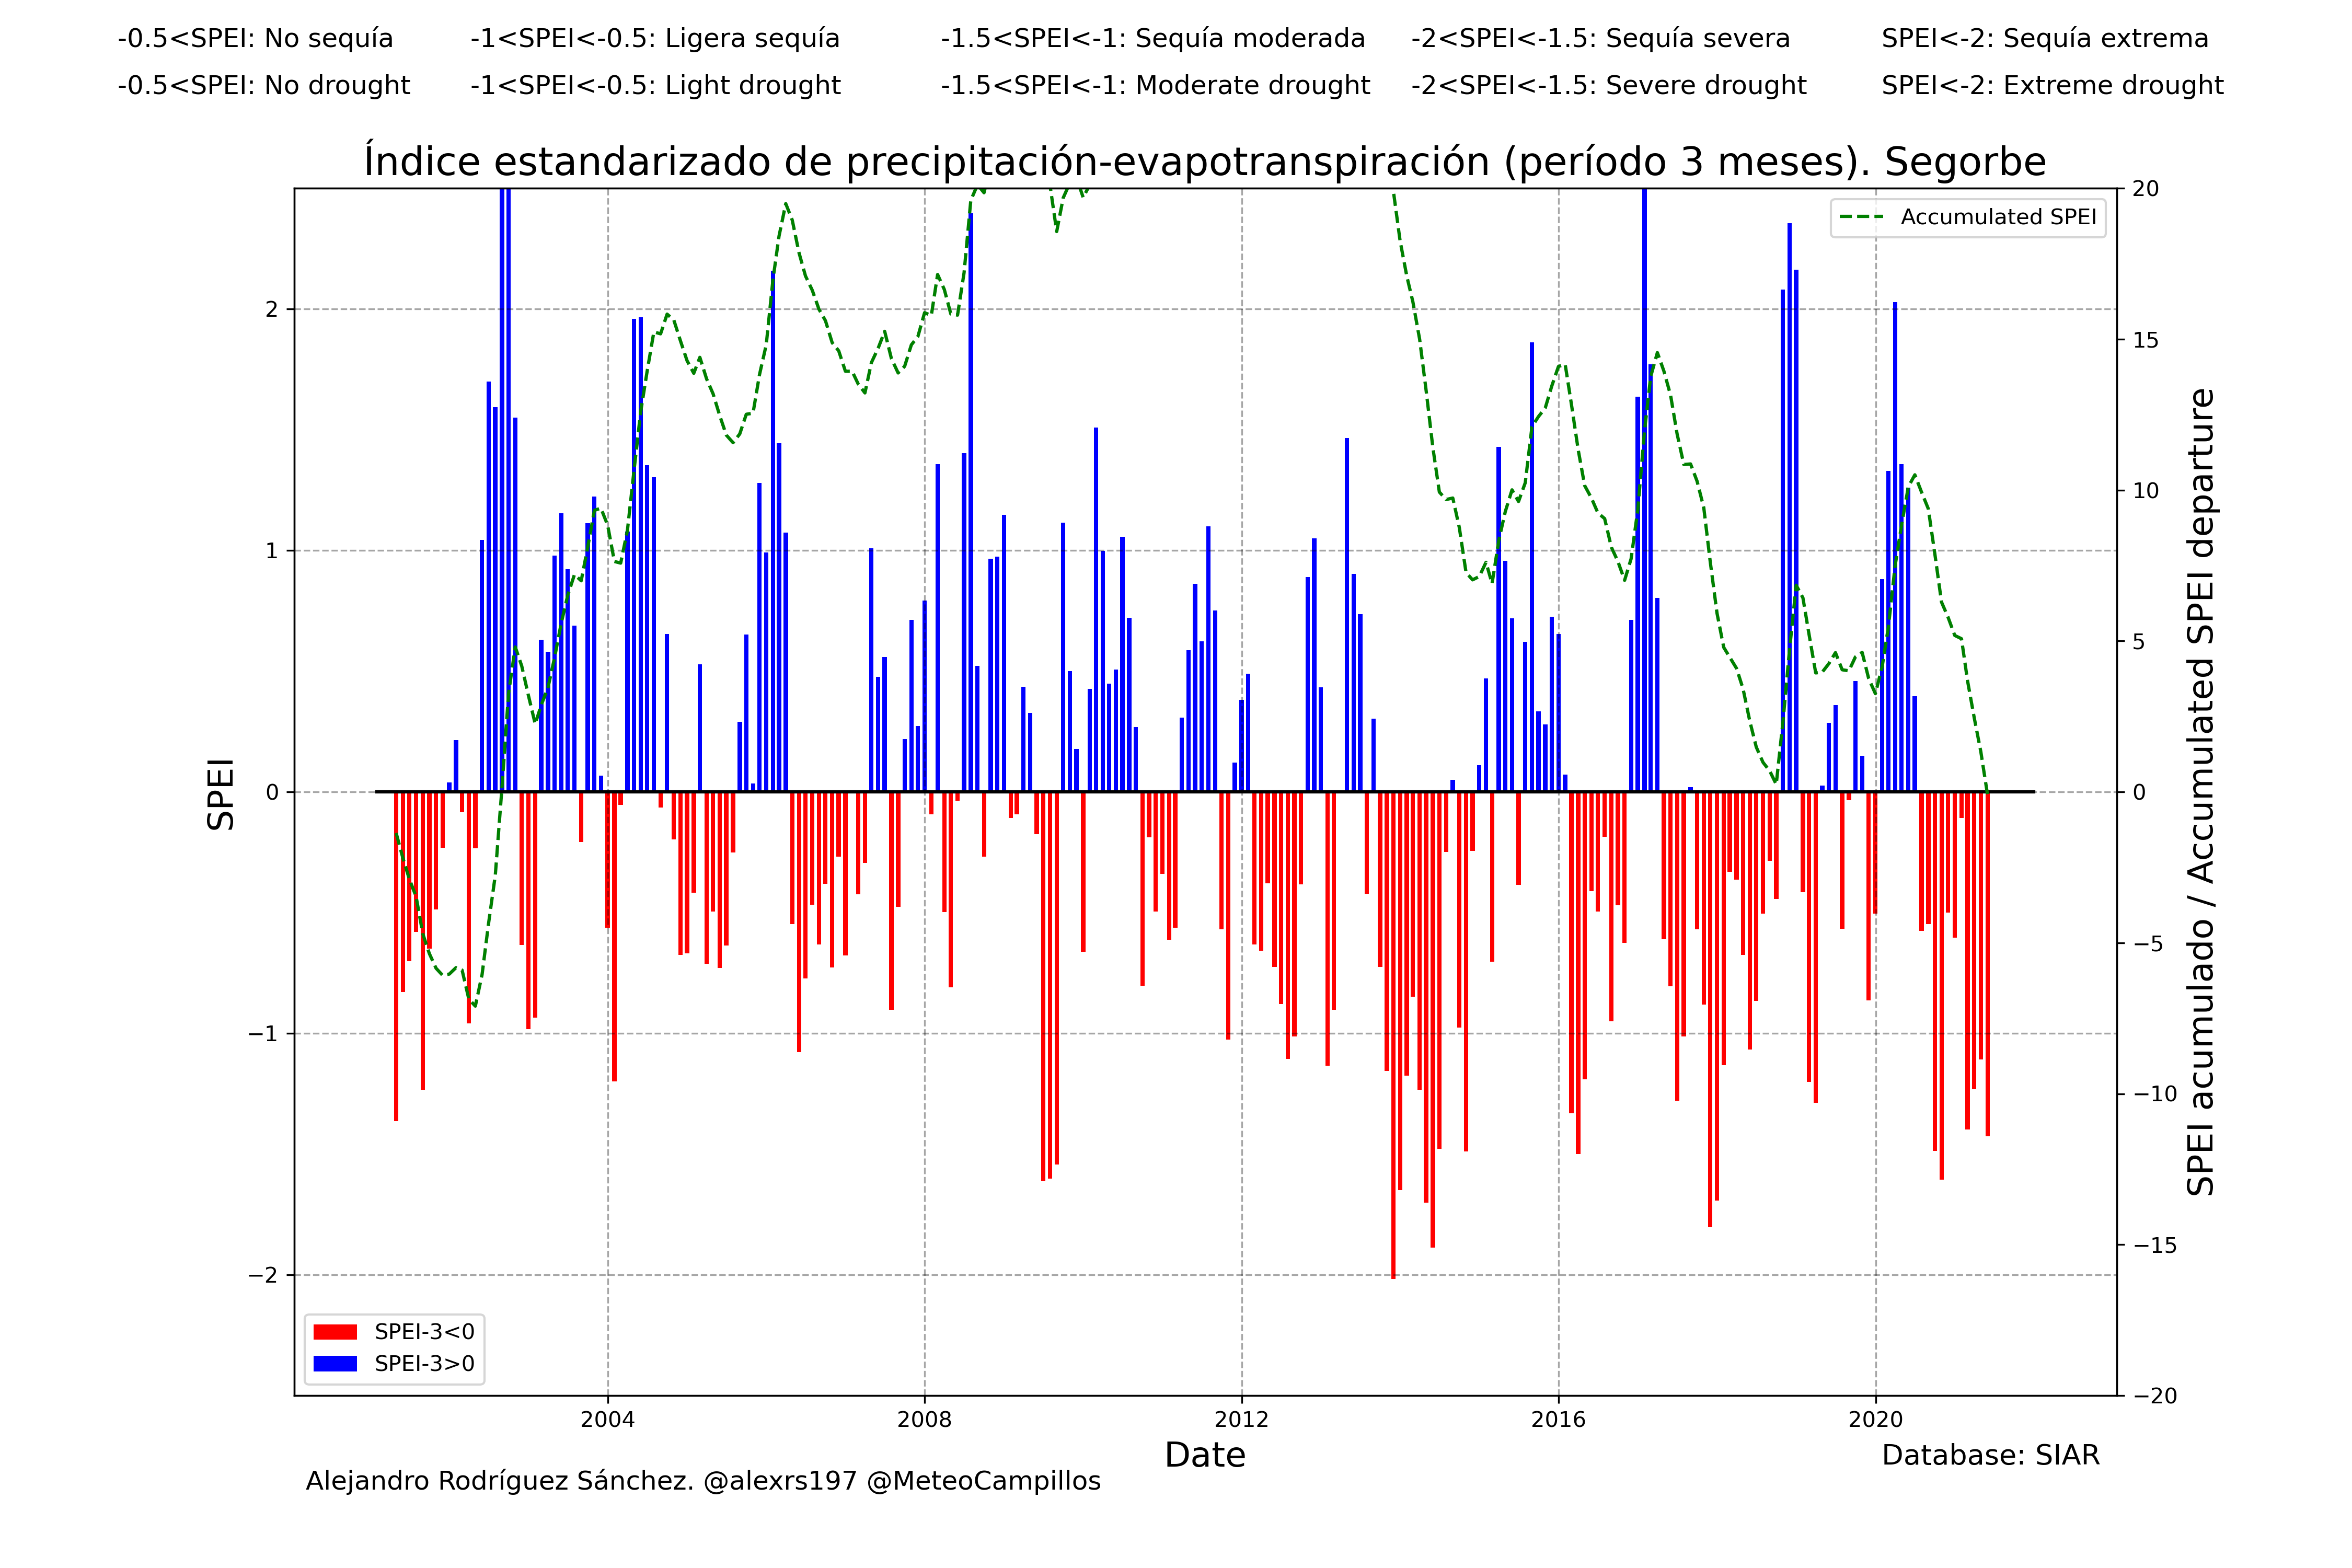 -0.5<SPEI: No sequía -1<SPEI<-0.5: Ligera sequía -1.5<SPEI<-1: Sequía moderada -2<SPEI<-1.5: Sequía severa SPEI<-2: Sequía extrema
-0.5<SPEI: No drought -1<SPEI<-0.5: Light drought -1.5<SPEI<-1: Moderate drought -2<SPEI<-1.5: Severe drought SPEI<-2: Extreme drought
Índice estandarizado de precipitación-evapotranspiración (período 3 meses). Segorbe
Accumulated SPEI
SPEI
2
1
0
−1
−2
20
15
10
5
0
−5
−10
−15
−20
SPEI acumulado / Accumulated SPEI departure
SPEI-3<0
SPEI-3>0
2004 2008 2012 2016 2020
Date
Database: SIAR
Alejandro Rodríguez Sánchez. @alexrs197 @MeteoCampillos